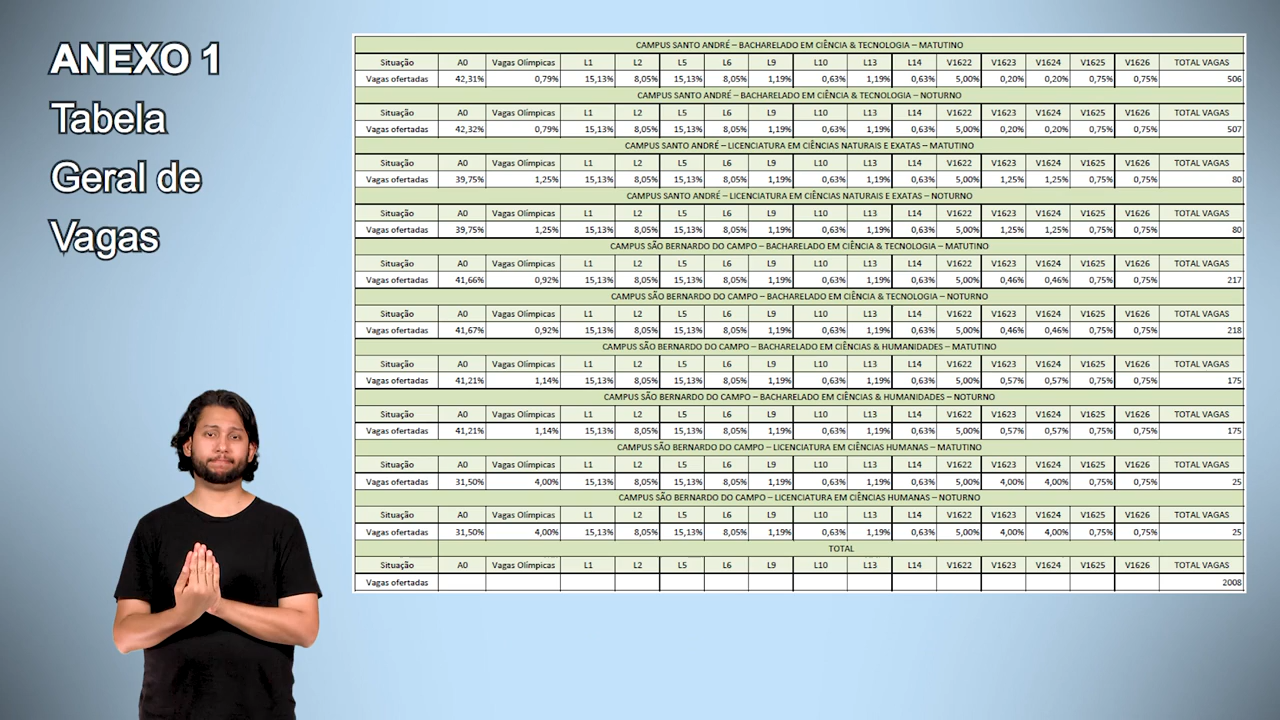 ANEXO 1
Tabela
Geral de
Vagas
CAMPUS SANTO ANDRÉ – BACHARELADO EM CIÊNCIA & TECNOLOGIA – MATUTINO
Situação A0 Vagas Olímpicas L1 L2 L5 L6 L9 L10 L13 L14 V1622 V1623 V1624 V1625 V1626 TOTAL VAGAS
Vagas ofertadas 42,31% 0,79% 15,13% 8,05% 15,13% 8,05% 1,19% 0,63% 1,19% 0,63% 5,00% 0,20% 0,20% 0,75% 0,75% 506
CAMPUS SANTO ANDRÉ – BACHARELADO EM CIÊNCIA & TECNOLOGIA – NOTURNO
Situação A0 Vagas Olímpicas L1 L2 L5 L6 L9 L10 L13 L14 V1622 V1623 V1624 V1625 V1626 TOTAL VAGAS
Vagas ofertadas 42,32% 0,79% 15,13% 8,05% 15,13% 8,05% 1,19% 0,63% 1,19% 0,63% 5,00% 0,20% 0,20% 0,75% 0,75% 507
CAMPUS SANTO ANDRÉ – LICENCIATURA EM CIÊNCIAS NATURAIS E EXATAS – MATUTINO
Situação A0 Vagas Olímpicas L1 L2 L5 L6 L9 L10 L13 L14 V1622 V1623 V1624 V1625 V1626 TOTAL VAGAS
Vagas ofertadas 39,75% 1,25% 15,13% 8,05% 15,13% 8,05% 1,19% 0,63% 1,19% 0,63% 5,00% 1,25% 1,25% 0,75% 0,75% 80
CAMPUS SANTO ANDRÉ – LICENCIATURA EM CIÊNCIAS NATURAIS E EXATAS – NOTURNO
Situação A0 Vagas Olímpicas L1 L2 L5 L6 L9 L10 L13 L14 V1622 V1623 V1624 V1625 V1626 TOTAL VAGAS
Vagas ofertadas 39,75% 1,25% 15,13% 8,05% 15,13% 8,05% 1,19% 0,63% 1,19% 0,63% 5,00% 1,25% 1,25% 0,75% 0,75% 80
CAMPUS SÃO BERNARDO DO CAMPO – BACHARELADO EM CIÊNCIA & TECNOLOGIA – MATUTINO
Situação A0 Vagas Olímpicas L1 L2 L5 L6 L9 L10 L13 L14 V1622 V1623 V1624 V1625 V1626 TOTAL VAGAS
Vagas ofertadas 41,66% 0,92% 15,13% 8,05% 15,13% 8,05% 1,19% 0,63% 1,19% 0,63% 5,00% 0,46% 0,46% 0,75% 0,75% 217
CAMPUS SÃO BERNARDO DO CAMPO – BACHARELADO EM CIÊNCIA & TECNOLOGIA – NOTURNO
Situação A0 Vagas Olímpicas L1 L2 L5 L6 L9 L10 L13 L14 V1622 V1623 V1624 V1625 V1626 TOTAL VAGAS
Vagas ofertadas 41,67% 0,92% 15,13% 8,05% 15,13% 8,05% 1,19% 0,63% 1,19% 0,63% 5,00% 0,46% 0,46% 0,75% 0,75% 218
CAMPUS SÃO BERNARDO DO CAMPO – BACHARELADO EM CIÊNCIAS & HUMANIDADES – MATUTINO
Situação A0 Vagas Olímpicas L1 L2 L5 L6 L9 L10 L13 L14 V1622 V1623 V1624 V1625 V1626 TOTAL VAGAS
Vagas ofertadas 41,21% 1,14% 15,13% 8,05% 15,13% 8,05% 1,19% 0,63% 1,19% 0,63% 5,00% 0,57% 0,57% 0,75% 0,75% 175
CAMPUS SÃO BERNARDO DO CAMPO – BACHARELADO EM CIÊNCIAS & HUMANIDADES – NOTURNO
Situação A0 Vagas Olímpicas L1 L2 L5 L6 L9 L10 L13 L14 V1622 V1623 V1624 V1625 V1626 TOTAL VAGAS
Vagas ofertadas 41,21% 1,14% 15,13% 8,05% 15,13% 8,05% 1,19% 0,63% 1,19% 0,63% 5,00% 0,57% 0,57% 0,75% 0,75% 175
CAMPUS SÃO BERNARDO DO CAMPO – LICENCIATURA EM CIÊNCIAS HUMANAS – MATUTINO
Situação A0 Vagas Olímpicas L1 L2 L5 L6 L9 L10 L13 L14 V1622 V1623 V1624 V1625 V1626 TOTAL VAGAS
Vagas ofertadas 31,50% 4,00% 15,13% 8,05% 15,13% 8,05% 1,19% 0,63% 1,19% 0,63% 5,00% 4,00% 4,00% 0,75% 0,75% 25
CAMPUS SÃO BERNARDO DO CAMPO – LICENCIATURA EM CIÊNCIAS HUMANAS – NOTURNO
Situação A0 Vagas Olímpicas L1 L2 L5 L6 L9 L10 L13 L14 V1622 V1623 V1624 V1625 V1626 TOTAL VAGAS
Vagas ofertadas 31,50% 4,00% 15,13% 8,05% 15,13% 8,05% 1,19% 0,63% 1,19% 0,63% 5,00% 4,00% 4,00% 0,75% 0,75% 25
TOTAL
Situação A0 Vagas Olímpicas L1 L2 L5 L6 L9 L10 L13 L14 V1622 V1623 V1624 V1625 V1626 TOTAL VAGAS
Vagas ofertadas 2008